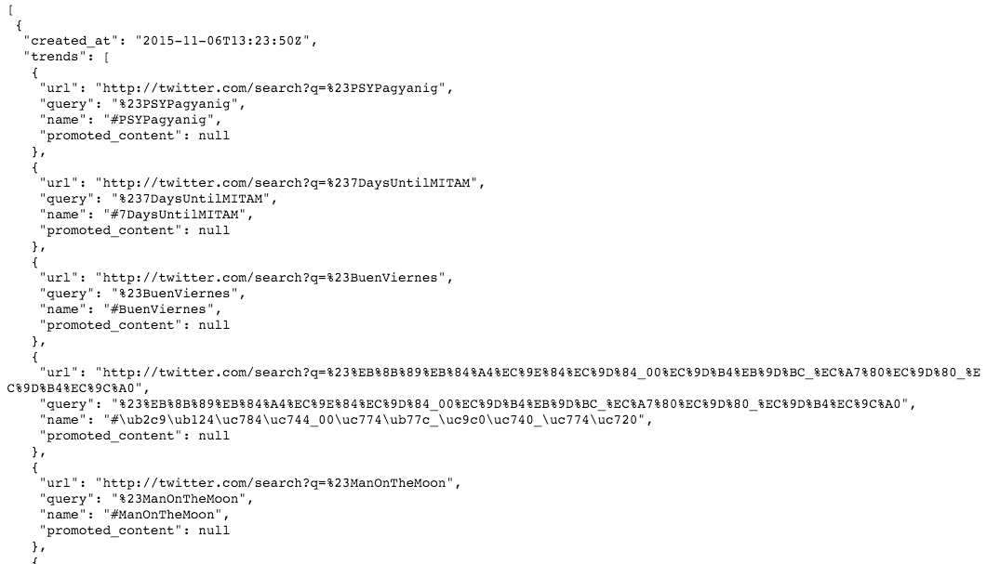 [
 {
  "created_at": "2015-11-06T13:23:50Z",
  "trends": [
   {
    "url": "http://twitter.com/search?q=%23PSYPagyanig",
    "query": "%23PSYPagyanig",
    "name": "#PSYPagyanig",
    "promoted_content": null
   },
   {
    "url": "http://twitter.com/search?q=%237DaysUntilMITAM",
    "query": "%237DaysUntilMITAM",
    "name": "#7DaysUntilMITAM",
    "promoted_content": null
   },
   {
    "url": "http://twitter.com/search?q=%23BuenViernes",
    "query": "%23BuenViernes",
    "name": "#BuenViernes",
    "promoted_content": null
   },
   {
    "url": "http://twitter.com/search?q=%23%EB%8B%89%EB%84%A4%EC%9E%84%EC%9D%84_00%EC%9D%B4%EB%9D%BC_%EC%A7%80%EC%9D%80_%E
C%9D%B4%EC%9C%A0",
    "query": "%23%EB%8B%89%EB%84%A4%EC%9E%84%EC%9D%84_00%EC%9D%B4%EB%9D%BC_%EC%A7%80%EC%9D%80_%EC%9D%B4%EC%9C%A0",
    "name": "#\ub2c9\ub124\uc784\uc744_00\uc774\ub77c_\uc9c0\uc740_\uc774\uc720",
    "promoted_content": null
   },
   {
    "url": "http://twitter.com/search?q=%23ManOnTheMoon",
    "query": "%23ManOnTheMoon",
    "name": "#ManOnTheMoon",
    "promoted_content": null
   },
   {